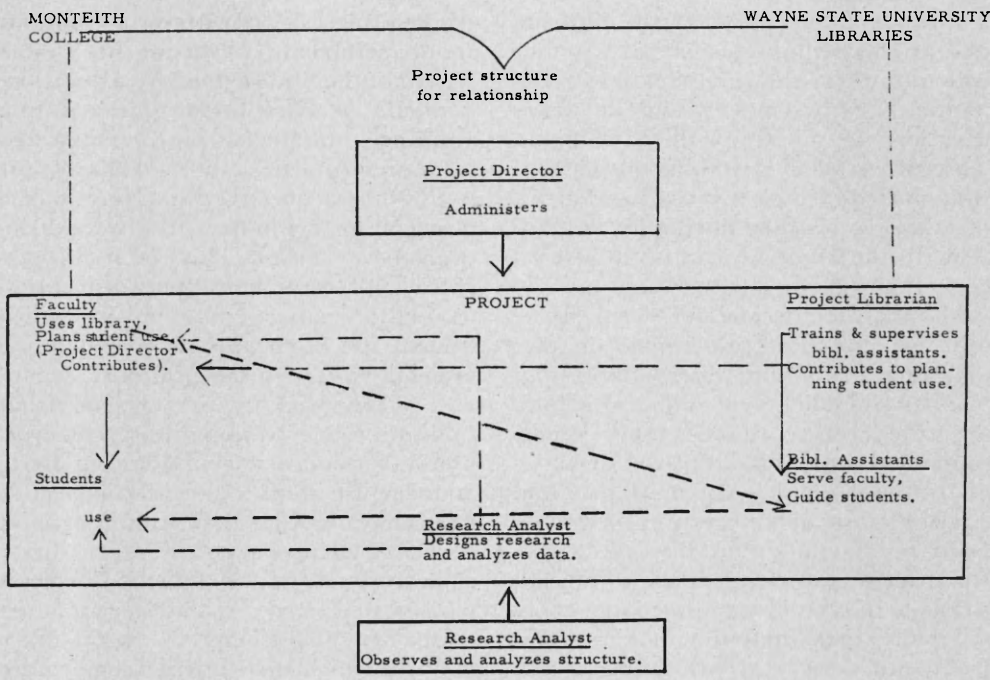 MONTEITH
COLLEGE
WAYNE STATE UNIVERSITY
LIBRARIES
Project structure
for relationship
Project Director
Administers
PROJECT
Faculty
Uses library,
Plans student use
(Project Director
Contributes).
Project Librarian
Trains & supervises
bibl. assistants.
Contributes to plan-
ning student use.
Students
use
Bibl. Assistants
Serve faculty,
Guide students.
Research Analyst
Designs research
and analyzes data.
Research Analyst
Observes and analyzes structure.